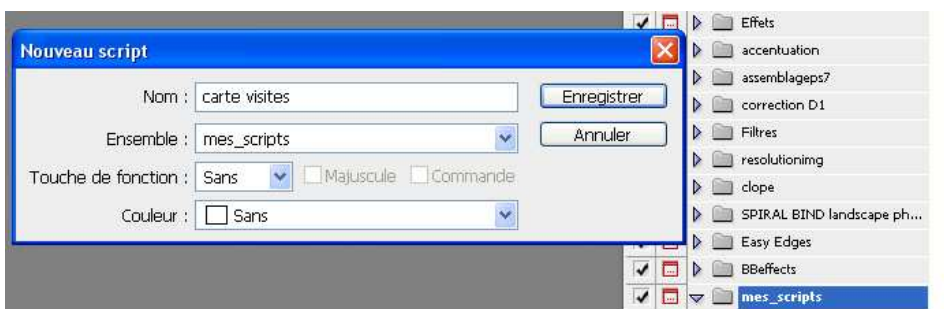 Nouveau script
Nom : carte visites
Enregistrer
Ensemble : mes_scripts
Annuler
Touche de fonction : Sans Majuscule Commande
Couleur : Sans
Effets
accentuation
assemblageps7
correction D1
Filtres
resolutionimg
clope
SPIRAL BIND landscape ph...
Easy Edges
BBeffects
mes_scripts